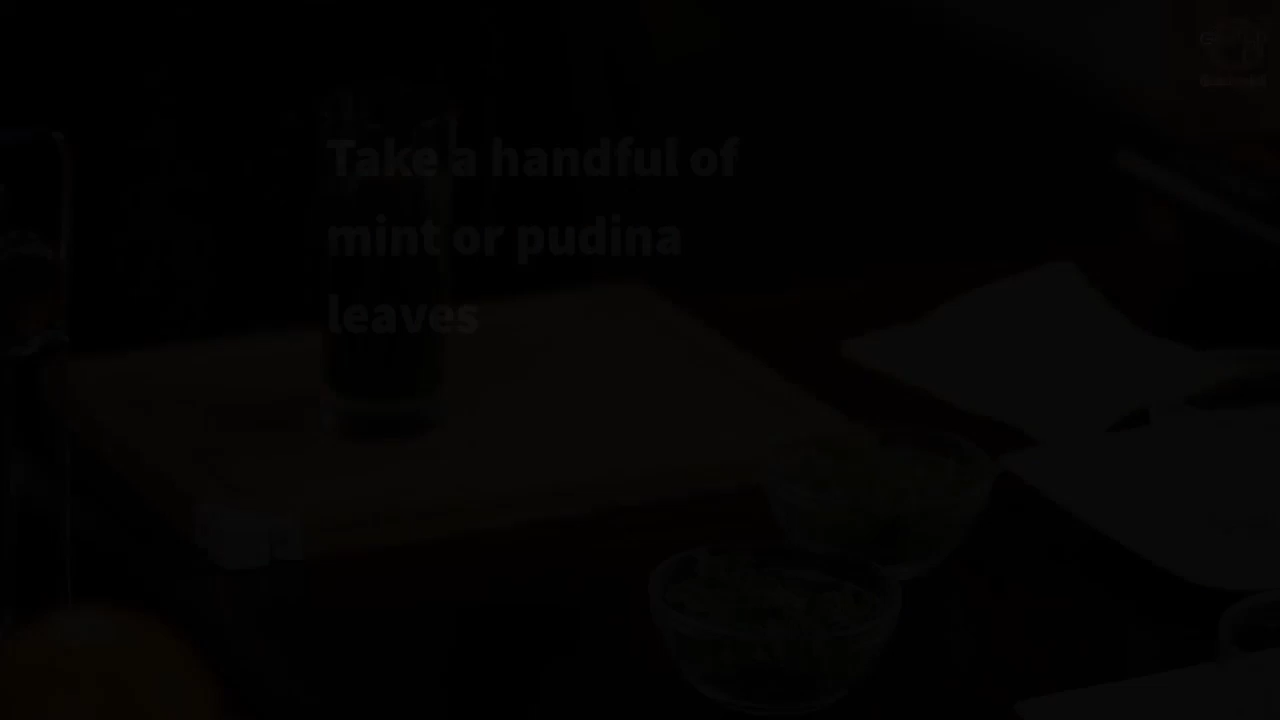 Take a handful of
mint or pudina
leaves